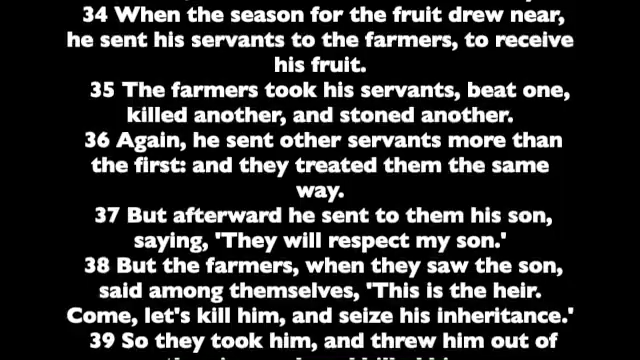 34 When the season for the fruit drew near,
he sent his servants to the farmers, to receive
his fruit.
35 The farmers took his servants, beat one,
killed another, and stoned another.
36 Again, he sent other servants more than
the first: and they treated them the same
way.
37 But afterward he sent to them his son,
saying, 'They will respect my son.'
38 But the farmers, when they saw the son,
said among themselves, 'This is the heir.
Come, let's kill him, and seize his inheritance.'
39 So they took him, and threw him out of